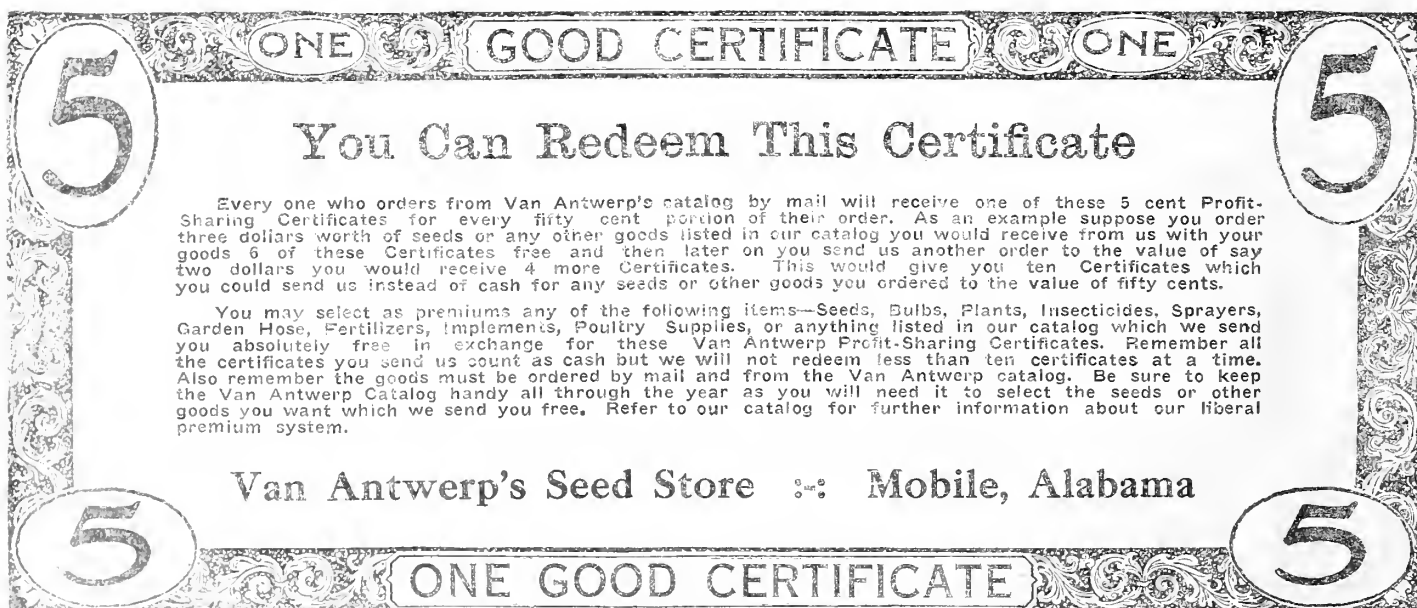 5 ONE GOOD CERTIFICATE ONE 5
You Can Redeem This Certificate
Every one who orders from Van Antwerp's catalog by mail will receive one of these 5 cent Profit-
Sharing Certificates for every fifty cent portion of their order. As an example suppose you order
three dollars worth of seeds or any other goods listed in our catalog you would receive from us with your
goods 6 of these Certificates free and then later on you send us another order to the value of say
two dollars you would receive 4 more Certificates. This would give you ten Certificates which
you could send us instead of cash for any seeds or other goods you ordered to the value of fifty cents.
You may select as premiums any of the following items—Seeds, Bulbs, Plants, Insecticides, Sprayers,
Garden Hose, Fertilizers, Implements, Poultry Supplies, or anything listed in our catalog which we send
you absolutely free in exchange for these Van Antwerp Profit-Sharing Certificates. Remember all
the certificates you send us count as cash but we will not redeem less than ten certificates at a time.
Also remember the goods must be ordered by mail and from the Van Antwerp catalog. Be sure to keep
the Van Antwerp Catalog handy all through the year as you will need it to select the seeds or other
goods you want which we send you free. Refer to our catalog for further information about our liberal
premium system.
Van Antwerp's Seed Store :-: Mobile, Alabama
5 ONE GOOD CERTIFICATE 5